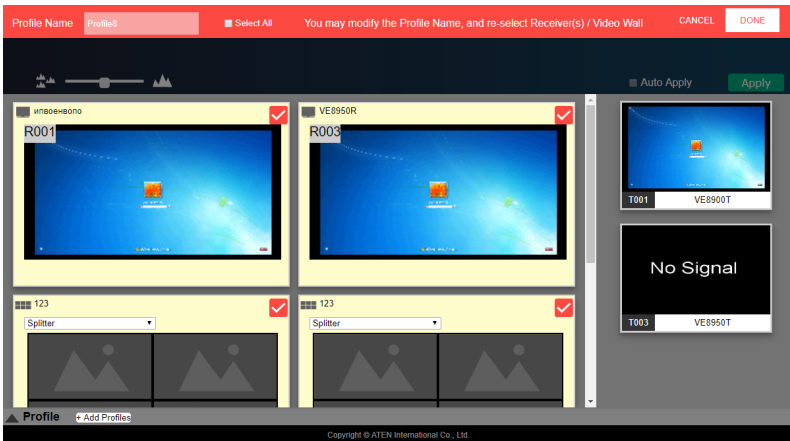 Profile Name Profile8 Select All You may modify the Profile Name, and re-select Receiver(s) / Video Wall CANCEL DONE
Auto Apply Apply
ипвоенвопо
R001
VE8950R
R003
T001 VE8900T
No Signal
T003 VE8950T
123
Splitter
123
Splitter
Profile + Add Profiles
Copyright © ATEN International Co., Ltd.